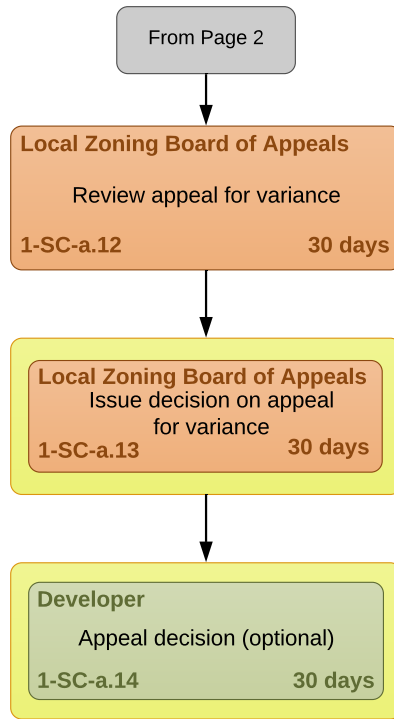 From Page 2
Local Zoning Board of Appeals
Review appeal for variance
1-SC-a.12 30 days
Local Zoning Board of Appeals
Issue decision on appeal
for variance
1-SC-a.13 30 days
Developer
Appeal decision (optional)
1-SC-a.14 30 days